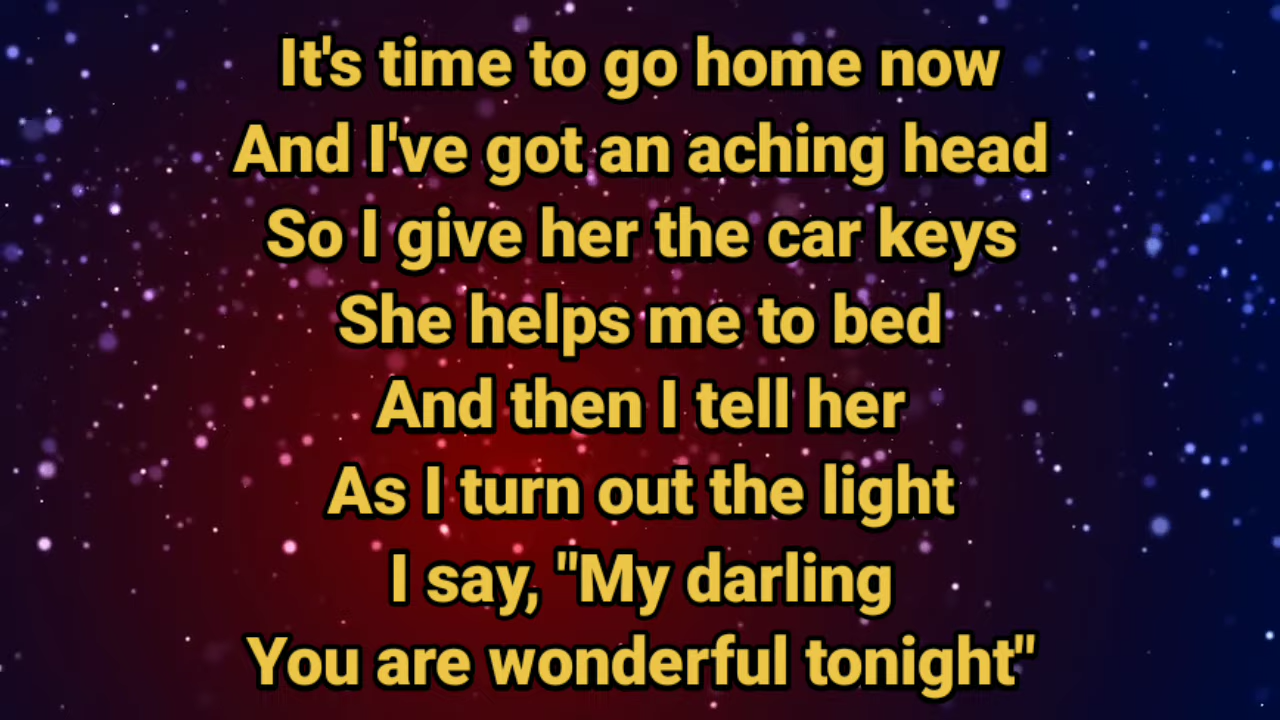 It's time to go home now
And I've got an aching head
So I give her the car keys
She helps me to bed
And then I tell her
As I turn out the light
I say, "My darling
You are wonderful tonight"